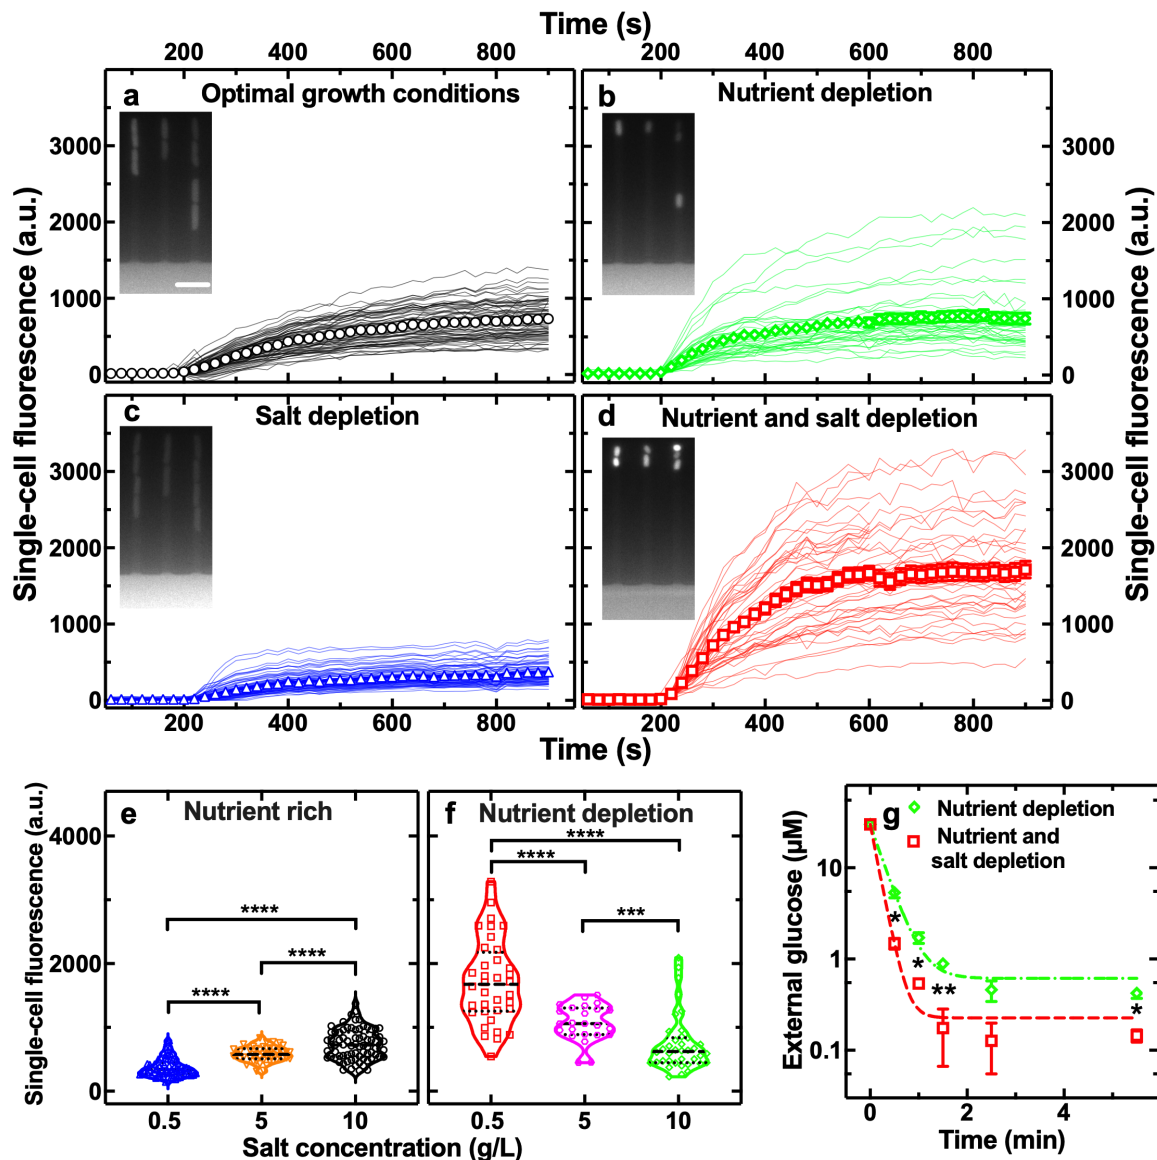 Time (s)
200 400 600 800 200 400 600 800
a Optimal growth conditions
b Nutrient depletion
3000
2000
1000
0
3000
2000
1000
0
c Salt depletion
d Nutrient and salt depletion
3000
2000
1000
0
3000
2000
1000
0
Single-cell fluorescence (a.u.)
Single-cell fluorescence (a.u.)
200 400 600 800 200 400 600 800
Time (s)
e Nutrient rich
f Nutrient depletion
4000
2000
0
Single-cell fluorescence (a.u.)
****
****
****
****
****
***
0.5 5 10 0.5 5 10
Salt concentration (g/L)
g Nutrient depletion
Nutrient and
salt depletion
External glucose (µM)
10
1
0.1
*
*
**
*
0 2 4
Time (min)